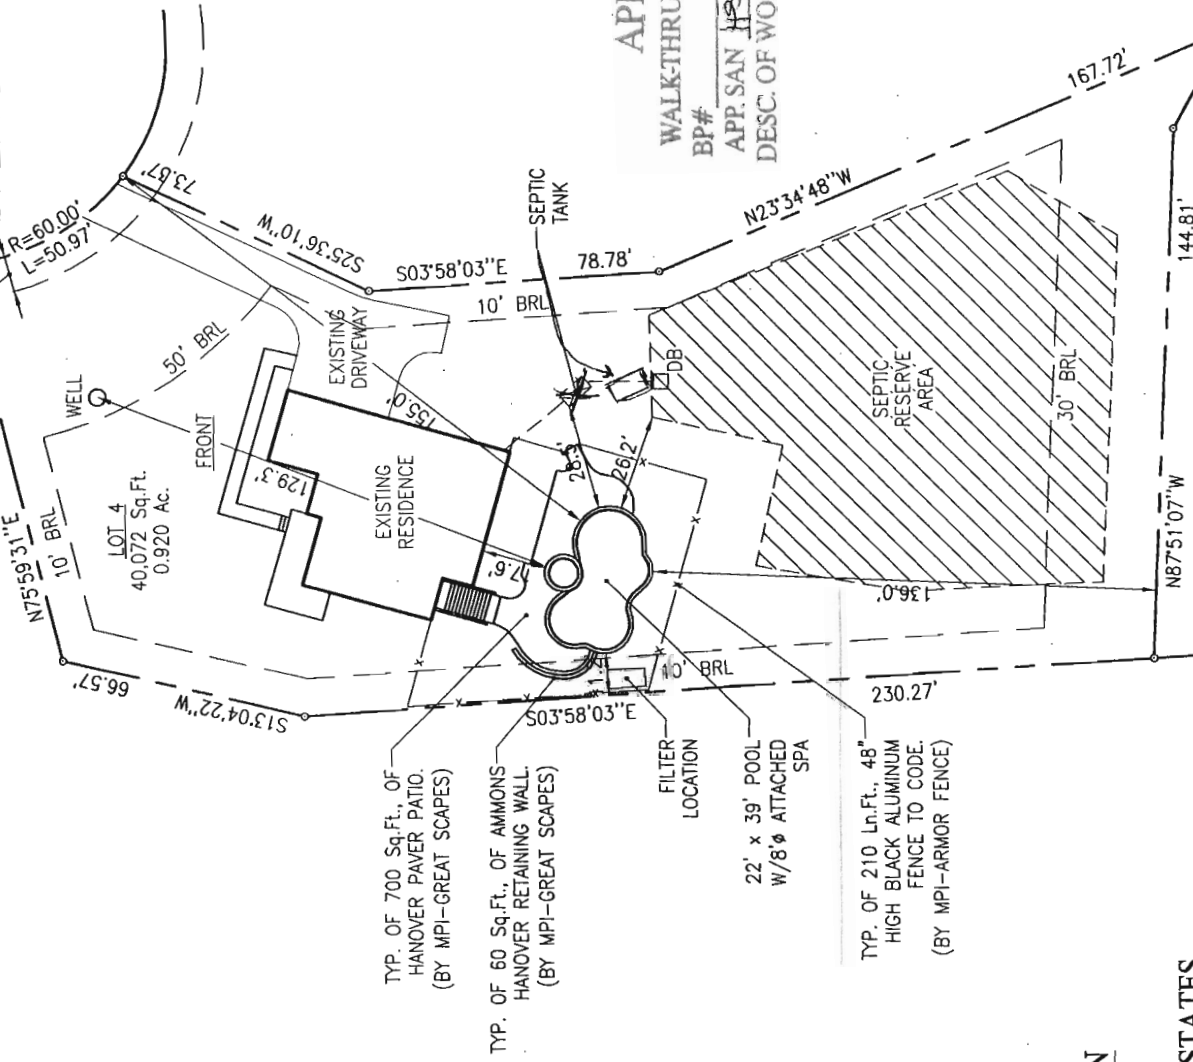 API
WALK-THRU
BP#
APP. SAN
DESC. OF WO
R=60.00'
L=50.97'
73.57'
S25°36'10"W
S03°58'03"E
78.78'
N23°34'48"W
167.72'
144.81'
N87°51'07"W
230.27'
S03°58'03"E
S13°04'22"W
66.57'
N75°59'31"E
10' BRL
50' BRL
10' BRL
30' BRL
10' BRL
LOT 4
40,072 Sq.Ft.
0.920 Ac.
WELL
FRONT
129.3'
155.0'
EXISTING
DRIVEWAY
EXISTING
RESIDENCE
17.6'
26.2'
136.0'
SEPTIC
TANK
DB
SEPTIC
RESERVE
AREA
TYP. OF 700 Sq.Ft., OF
HANOVER PAVER PATIO.
(BY MPI-GREAT SCAPES)
TYP. OF 60 Sq.Ft., OF AMMONS
HANOVER RETAINING WALL.
(BY MPI-GREAT SCAPES)
FILTER
LOCATION
22' x 39' POOL
W/8'ø ATTACHED
SPA
TYP. OF 210 Ln.Ft., 48"
HIGH BLACK ALUMINUM
FENCE TO CODE.
(BY MPI-ARMOR FENCE)
N
STATES